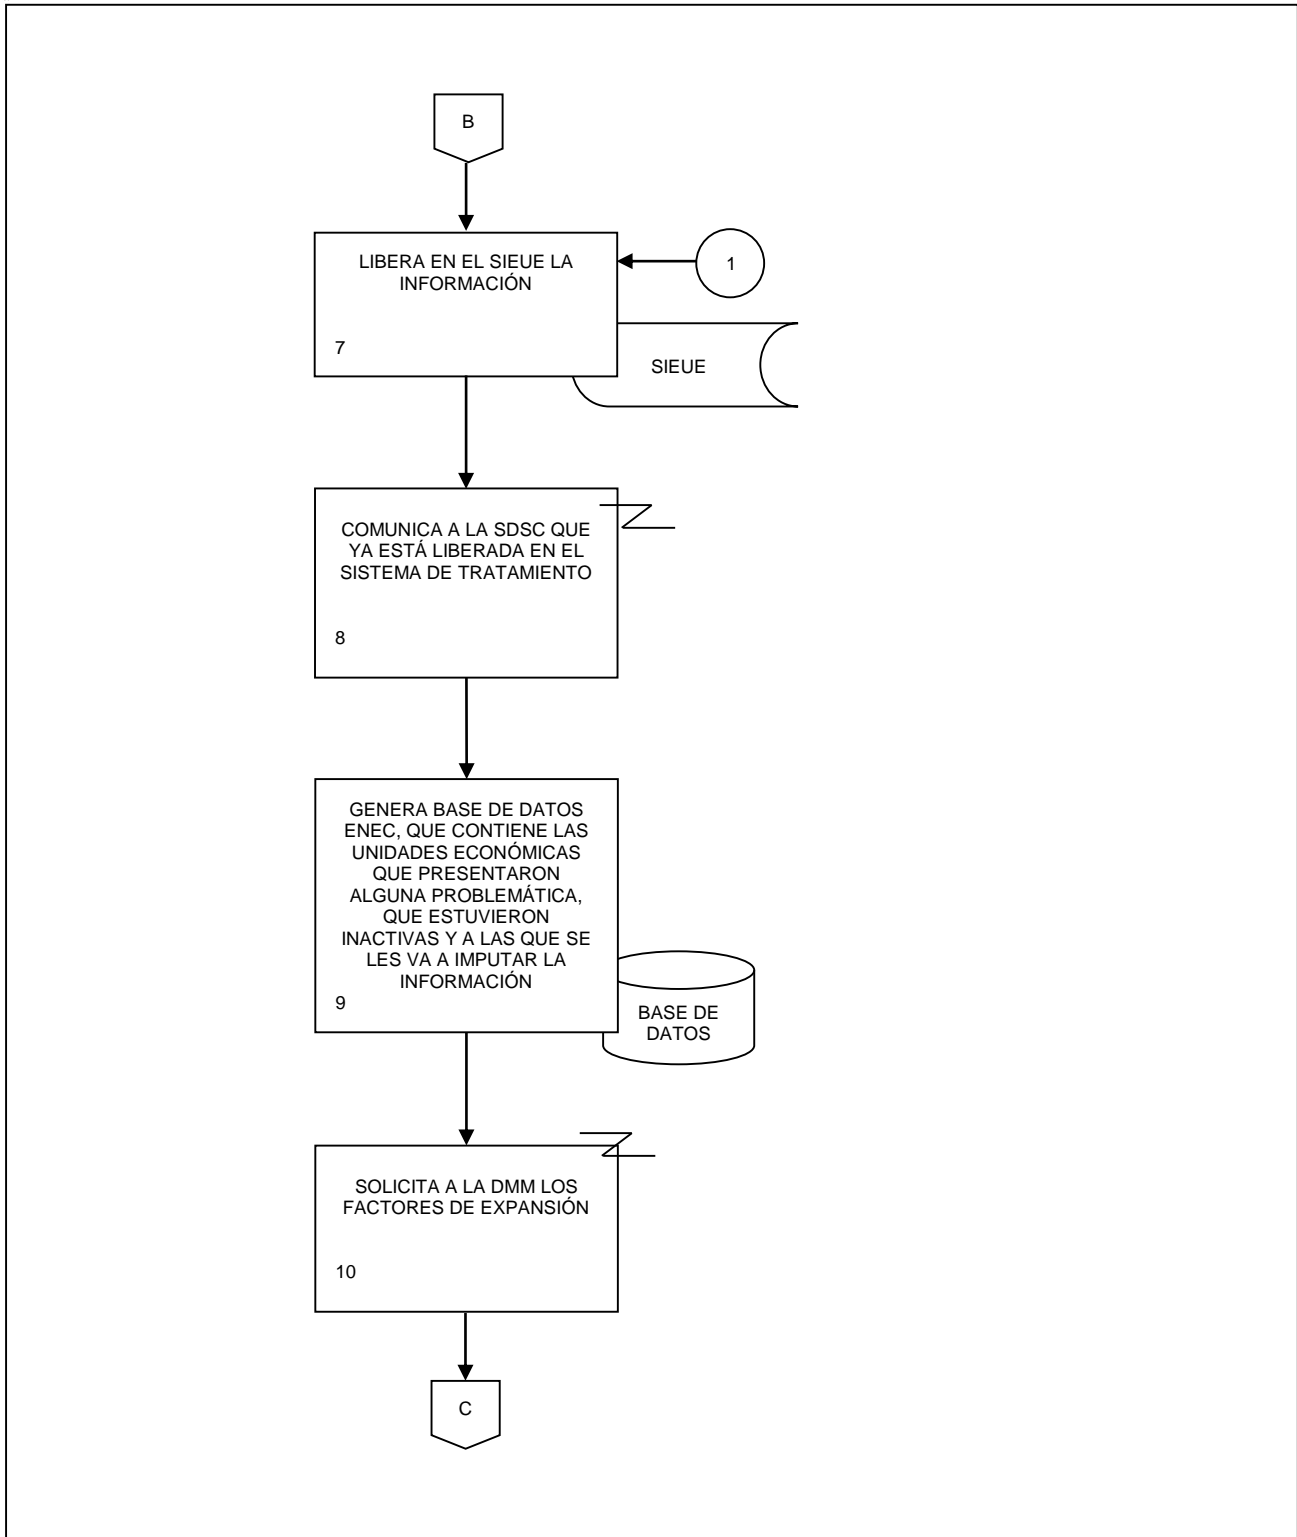 B
LIBERA EN EL SIEUE LA
INFORMACIÓN
1
7
SIEUE
COMUNICA A LA SDSC QUE
YA ESTÁ LIBERADA EN EL
SISTEMA DE TRATAMIENTO
8
GENERA BASE DE DATOS
ENEC, QUE CONTIENE LAS
UNIDADES ECONÓMICAS
QUE PRESENTARON
ALGUNA PROBLEMÁTICA,
QUE ESTUVIERON
INACTIVAS Y A LAS QUE SE
LES VA A IMPUTAR LA
INFORMACIÓN
9
BASE DE
DATOS
SOLICITA A LA DMM LOS
FACTORES DE EXPANSIÓN
10
C